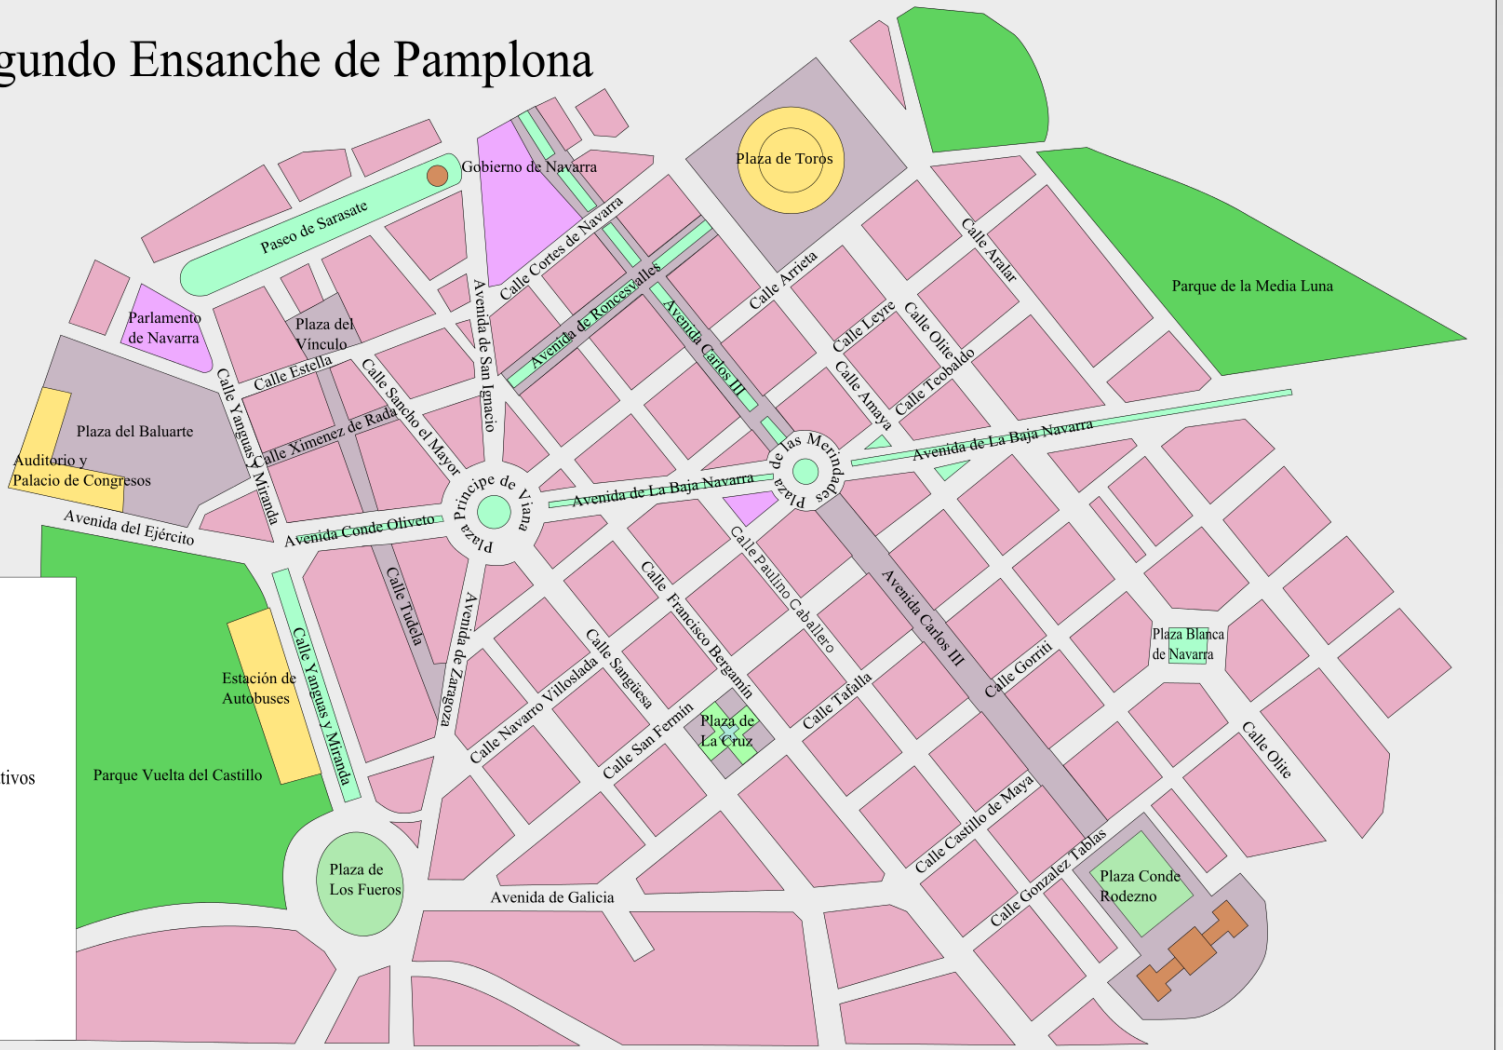 gundo Ensanche de Pamplona
Plaza de Toros
Gobierno de Navarra
Paseo de Sarasate
Calle Cortes de Navarra
Calle Aralar
Calle Arrieta
Parque de la Media Luna
Parlamento
de Navarra
Plaza del
Vínculo
Avenida de San Ignacio
Avenida de Roncesvalles
Avenida Carlos III
Calle Leyre
Calle Olite
Calle Teobaldo
Calle Amaya
Calle Estella
Calle Sancho el Mayor
Calle Yanguas y Miranda
Calle Ximenez de Rada
Plaza del Baluarte
Auditorio y
Palacio de Congresos
Avenida del Ejército
Avenida Conde Oliveto
Plaza Principe de Viana
Avenida de La Baja Navarra
Plaza de las Merindades
Avenida de La Baja Navarra
Calle Tudela
Avenida de Zaragoza
Calle Yanguas y Miranda
Calle Francisco Bergamín
Calle Paulino Caballero
Avenida Carlos III
Calle Sangüesa
Calle Gorriti
Plaza Blanca
de Navarra
Estación de
Autobuses
Calle Navarro Villoslada
Calle San Fermín
Calle Tafalla
Plaza de
La Cruz
Calle Olite
Parque Vuelta del Castillo
tivos
Calle Castillo de Maya
Calle Gonzalez Tablas
Plaza de
Los Fueros
Avenida de Galicia
Plaza Conde
Rodezno